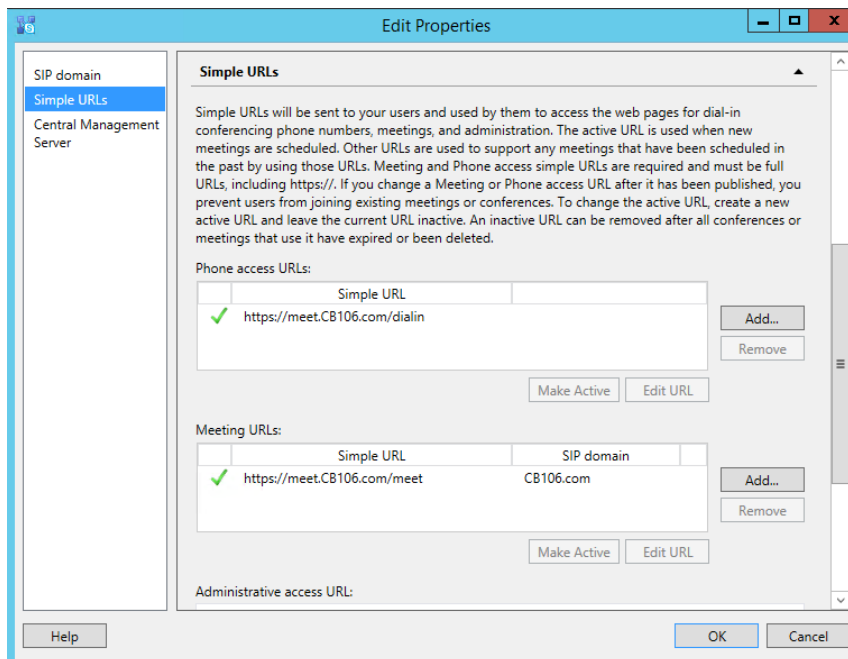 Edit Properties
SIP domain
Simple URLs
Central Management
Server
Simple URLs
Simple URLs will be sent to your users and used by them to access the web pages for dial-in
conferencing phone numbers, meetings, and administration. The active URL is used when new
meetings are scheduled. Other URLs are used to support any meetings that have been scheduled in
the past by using those URLs. Meeting and Phone access simple URLs are required and must be full
URLs, including https://. If you change a Meeting or Phone access URL after it has been published, you
prevent users from joining existing meetings or conferences. To change the active URL, create a new
active URL and leave the current URL inactive. An inactive URL can be removed after all conferences or
meetings that use it have expired or been deleted.
Phone access URLs:
Simple URL
https://meet.CB106.com/dialin
Add...
Remove
Make Active Edit URL
Meeting URLs:
Simple URL SIP domain
https://meet.CB106.com/meet CB106.com
Add...
Remove
Make Active Edit URL
Administrative access URL:
Help OK Cancel